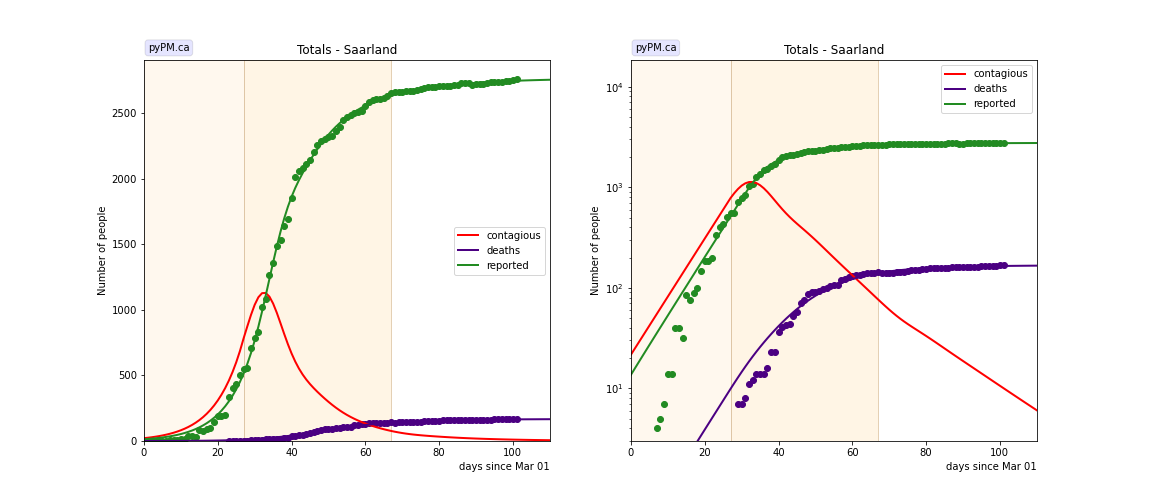 pyPM.ca
Totals - Saarland
Number of people
2500
2000
1500
1000
500
0
0 20 40 60 80 100
days since Mar 01
contagious
deaths
reported
pyPM.ca
Totals - Saarland
Number of people
10⁴
10³
10²
10¹
0 20 40 60 80 100
days since Mar 01
contagious
deaths
reported